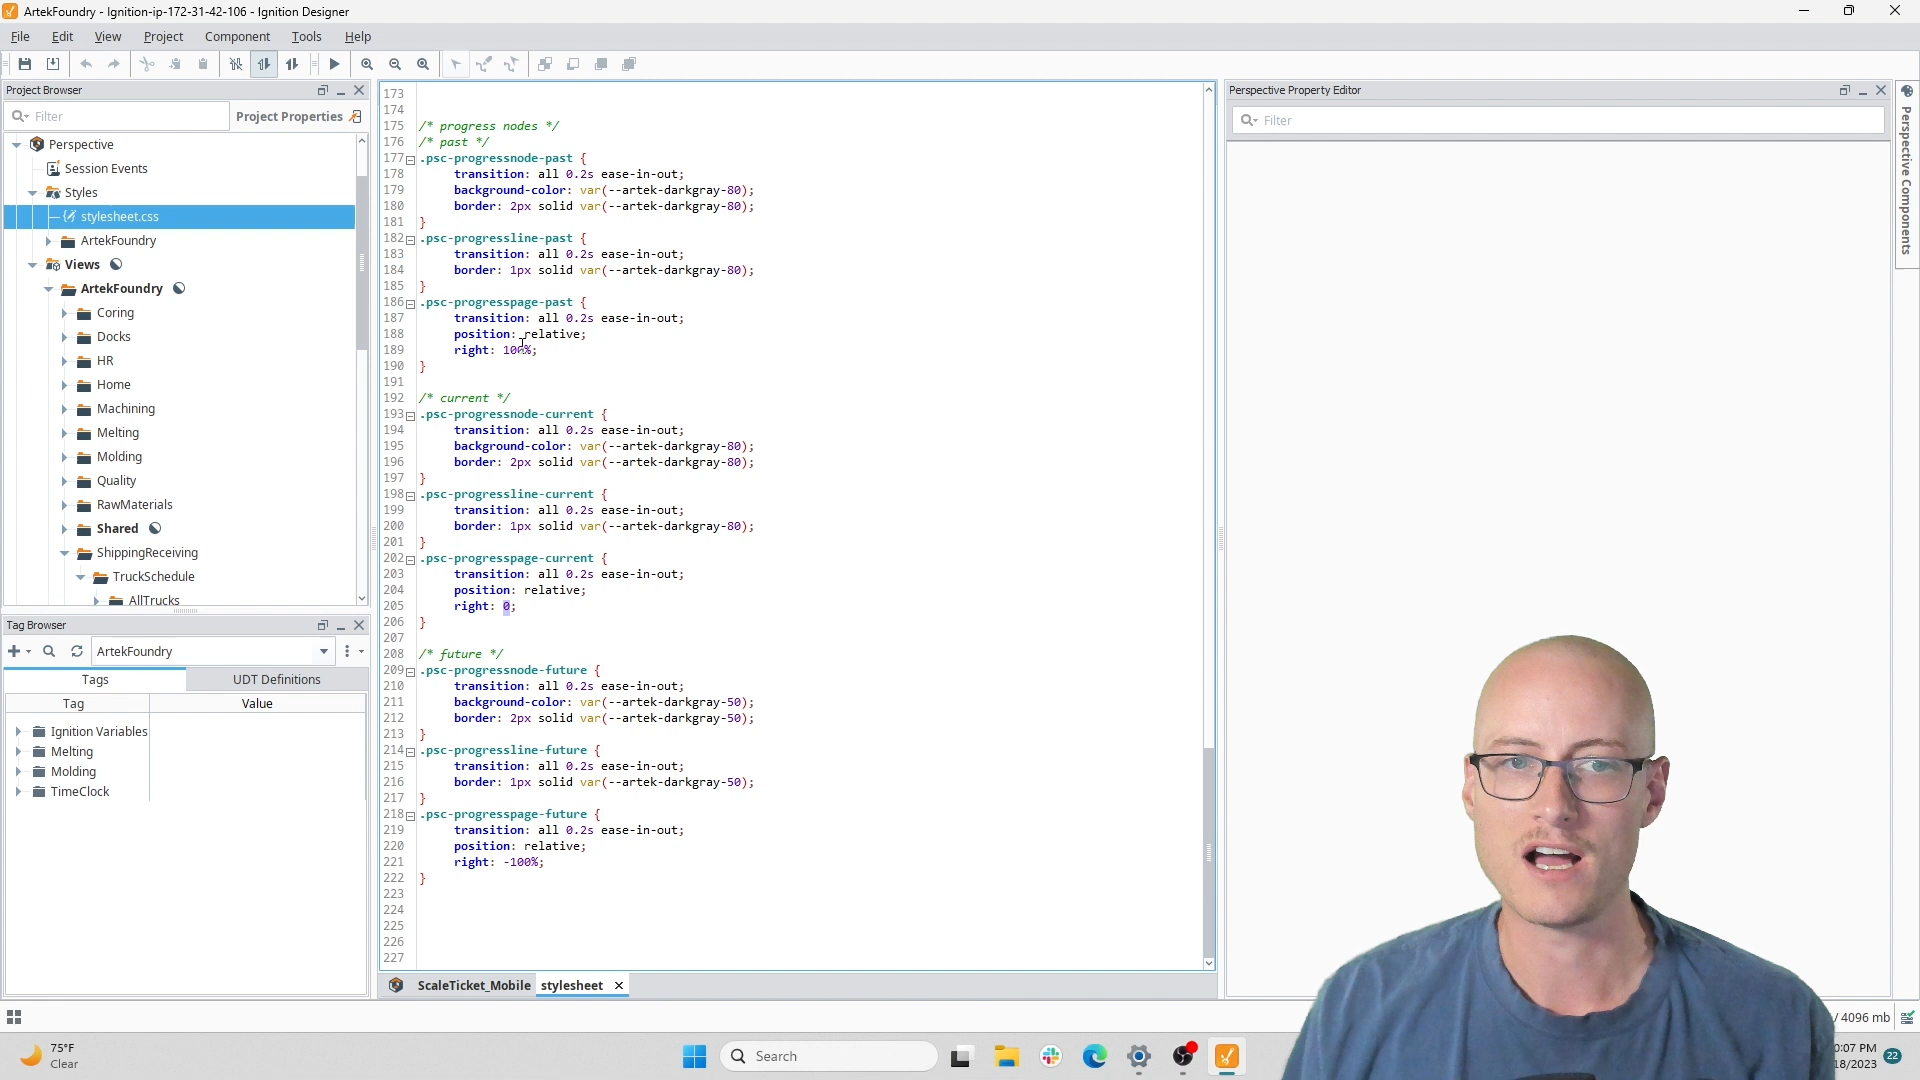 ArtekFoundry - Ignition-ip-172-31-42-106 - Ignition Designer
File Edit View Project Component Tools Help
Project Browser
Filter
Project Properties
Perspective
Session Events
Styles
stylesheet.css
ArtekFoundry
Views
ArtekFoundry
Coring
Docks
HR
Home
Machining
Melting
Molding
Quality
RawMaterials
Shared
ShippingReceiving
TruckSchedule
AllTrucks
Tag Browser
ArtekFoundry
Tags UDT Definitions
Tag Value
Ignition Variables
Melting
Molding
TimeClock
173
174
175 /* progress nodes */
176 /* past */
177 .psc-progressnode-past {
178 transition: all 0.2s ease-in-out;
179 background-color: var(--artek-darkgray-80);
180 border: 2px solid var(--artek-darkgray-80);
181 }
182 .psc-progressline-past {
183 transition: all 0.2s ease-in-out;
184 border: 1px solid var(--artek-darkgray-80);
185 }
186 .psc-progresspage-past {
187 transition: all 0.2s ease-in-out;
188 position: relative;
189 right: 100%;
190 }
191
192 /* current */
193 .psc-progressnode-current {
194 transition: all 0.2s ease-in-out;
195 background-color: var(--artek-darkgray-80);
196 border: 2px solid var(--artek-darkgray-80);
197 }
198 .psc-progressline-current {
199 transition: all 0.2s ease-in-out;
200 border: 1px solid var(--artek-darkgray-80);
201 }
202 .psc-progresspage-current {
203 transition: all 0.2s ease-in-out;
204 position: relative;
205 right: 0;
206 }
207
208 /* future */
209 .psc-progressnode-future {
210 transition: all 0.2s ease-in-out;
211 background-color: var(--artek-darkgray-50);
212 border: 2px solid var(--artek-darkgray-50);
213 }
214 .psc-progressline-future {
215 transition: all 0.2s ease-in-out;
216 border: 1px solid var(--artek-darkgray-50);
217 }
218 .psc-progresspage-future {
219 transition: all 0.2s ease-in-out;
220 position: relative;
221 right: -100%;
222 }
223
224
225
226
227
ScaleTicket_Mobile stylesheet
Perspective Property Editor
Filter
Perspective Components
/ 4096 mb
75°F
Clear
Search
0:07 PM
18/2023
22